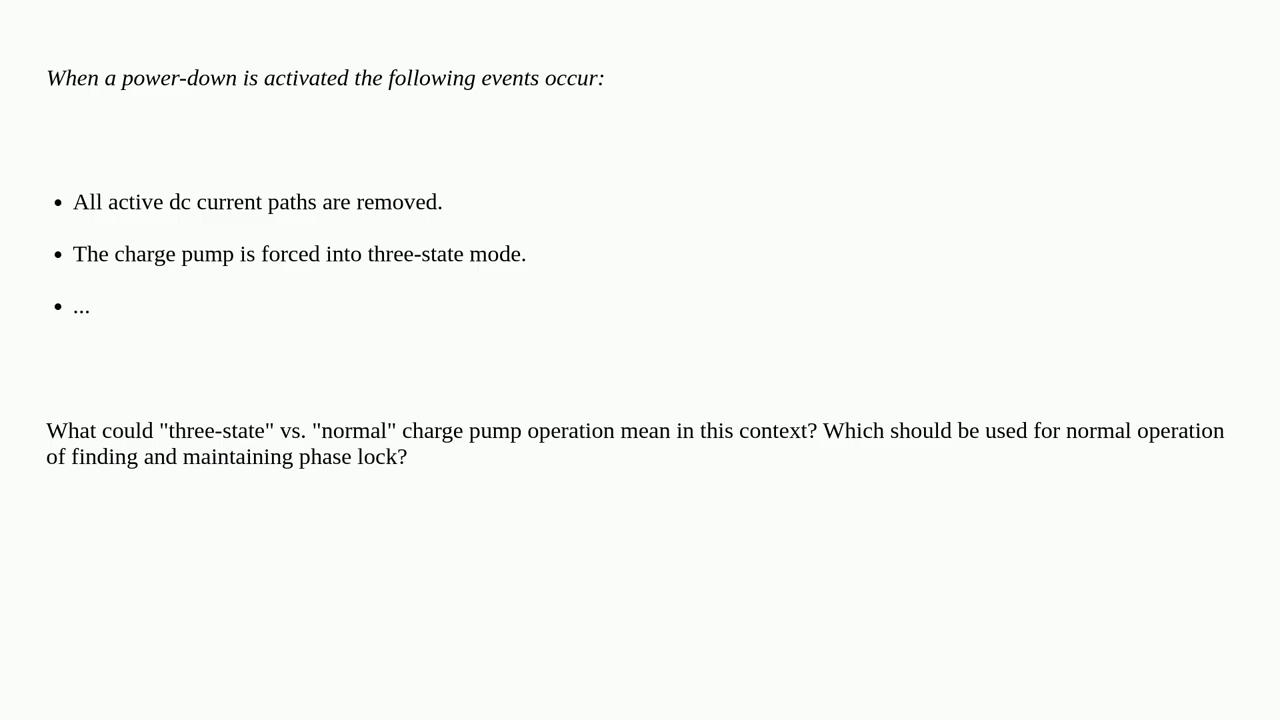 When a power-down is activated the following events occur:
• All active dc current paths are removed.
• The charge pump is forced into three-state mode.
• ...
What could "three-state" vs. "normal" charge pump operation mean in this context? Which should be used for normal operation
of finding and maintaining phase lock?